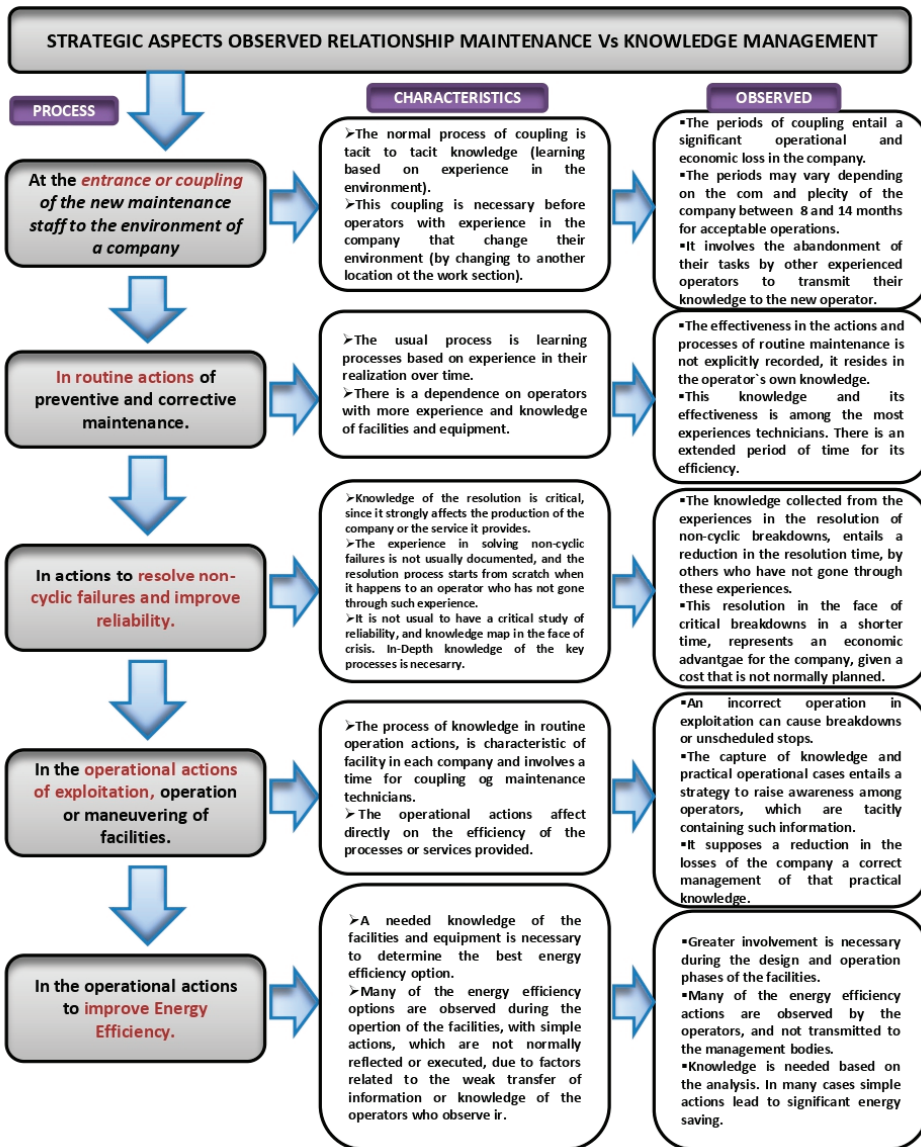 STRATEGIC ASPECTS OBSERVED RELATIONSHIP MAINTENANCE Vs KNOWLEDGE MANAGEMENT
PROCESS
CHARACTERISTICS
OBSERVED
At the entrance or coupling
of the new maintenance
staff to the environment of
a company
➢The normal process of coupling is
tacit to tacit knowledge (learning
based on experience in the
environment).
➢This coupling is necessary before
operators with experience in the
company that change their
environment (by changing to another
location ot the work section).
▪The periods of coupling entail a
significant operational and
economic loss in the company.
▪The periods may vary depending
on the com and plecity of the
company between 8 and 14 months
for acceptable operations.
▪It involves the abandonment of
their tasks by other experienced
operators to transmit their
knowledge to the new operator.
In routine actions of
preventive and corrective
maintenance.
➢The usual process is learning
processes based on experience in their
realization over time.
➢There is a dependence on operators
with more experience and knowledge
of facilities and equipment.
▪The effectiveness in the actions and
processes of routine maintenance is
not explicitly recorded, it resides in
the operator`s own knowledge.
▪This knowledge and its
effectiveness is among the most
experiences technicians. There is an
extended period of time for its
efficiency.
In actions to resolve non-
cyclic failures and improve
reliability.
➢Knowledge of the resolution is critical,
since it strongly affects the production of the
company or the service it provides.
➢The experience in solving non-cyclic
failures is not usually documented, and the
resolution process starts from scratch when
it happens to an operator who has not gone
through such experience.
➢It is not usual to have a critical study of
reliability, and knowledge map in the face of
crisis. In-Depth knowledge of the key
processes is necesarry.
▪The knowledge collected from the
experiences in the resolution of
non-cyclic breakdowns, entails a
reduction in the resolution time, by
others who have not gone through
these experiences.
▪This resolution in the face of
critical breakdowns in a shorter
time, represents an economic
advantgae for the company, given a
cost that is not normally planned.
In the operational actions
of exploitation, operation
or maneuvering of
facilities.
➢The process of knowledge in routine
operation actions, is characteristic of
facility in each company and involves a
time for coupling og maintenance
technicians.
➢The operational actions affect
directly on the efficiency of the
processes or services provided.
▪An incorrect operation in
exploitation can cause breakdowns
or unscheduled stops.
▪The capture of knowledge and
practical operational cases entails a
strategy to raise awareness among
operators, which are tacitly
containing such information.
▪It supposes a reduction in the
losses of the company a correct
management of that practical
knowledge.
In the operational actions
to improve Energy
Efficiency.
➢A needed knowledge of the
facilities and equipment is necessary
to determine the best energy
efficiency option.
➢Many of the energy efficiency
options are observed during the
opertion of the facilities, with simple
actions, which are not normally
reflected or executed, due to factors
related to the weak transfer of
information or knowledge of the
operators who observe ir.
▪Greater involvement is necessary
during the design and operation
phases of the facilities.
▪Many of the energy efficiency
actions are observed by the
operators, and not transmitted to
the management bodies.
▪Knowledge is needed based on
the analysis. In many cases simple
actions lead to significant energy
saving.